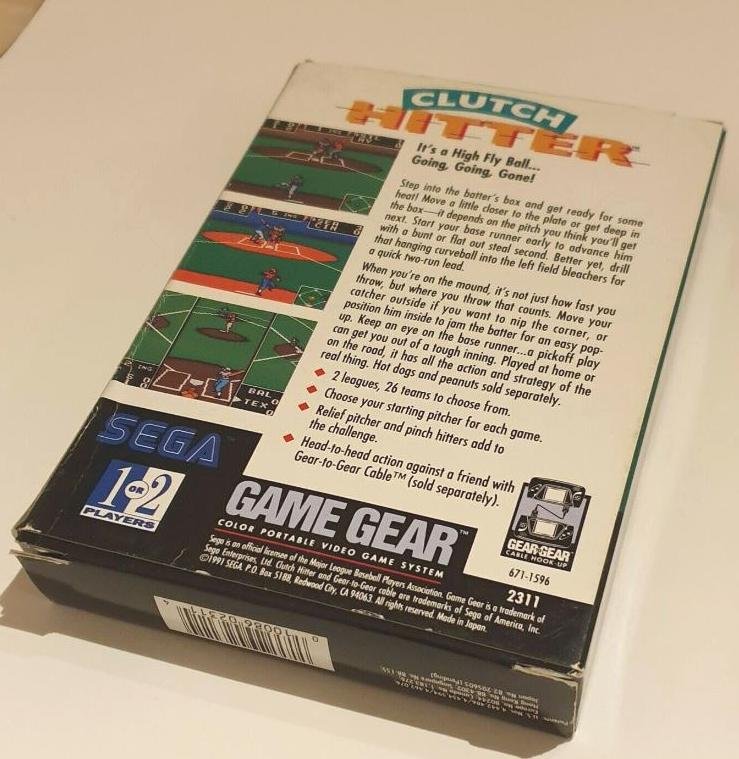 CLUTCH
HITTER™
It's a High Fly Ball...
Going, Going, Gone!
Step into the batter's box and get ready for some
heat! Move a little closer to the plate or get deep in
the box—it depends on the pitch you think you'll get
next. Start your base runner early to advance him
with a bunt or flat out steal second. Better yet, drill
that hanging curveball into the left field bleachers for
a quick two-run lead.
When you're on the mound, it's not just how fast you
throw, but where you throw that counts. Move your
catcher outside if you want to nip the corner, or
position him inside to jam the batter for an easy pop-
up. Keep an eye on the base runner...a pickoff play
can get you out of a tough inning. Played at home or
on the road, it has all the action and strategy of the
real thing. Hot dogs and peanuts sold separately.
2 leagues, 26 teams to choose from.
Choose your starting pitcher for each game.
Relief pitcher and pinch hitters add to
the challenge.
Head-to-head action against a friend with
Gear-to-Gear Cable™ (sold separately).
ING
BAL 0
TEX 0
SEGA
1 OR 2
PLAYERS
GAME GEAR™
COLOR PORTABLE VIDEO GAME SYSTEM
GEAR-to-GEAR
CABLE HOOK-UP
671-1596
2311
Sega is an official licensee of the Major League Baseball Players Association. Game Gear is a trademark of
Sega Enterprises, Ltd. Clutch Hitter and Gear-to-Gear cable are trademarks of Sega of America, Inc.
©1991 SEGA. P.O. Box 5188, Redwood City, CA 94063. All rights reserved. Made in Japan.
0 10086 02311 4